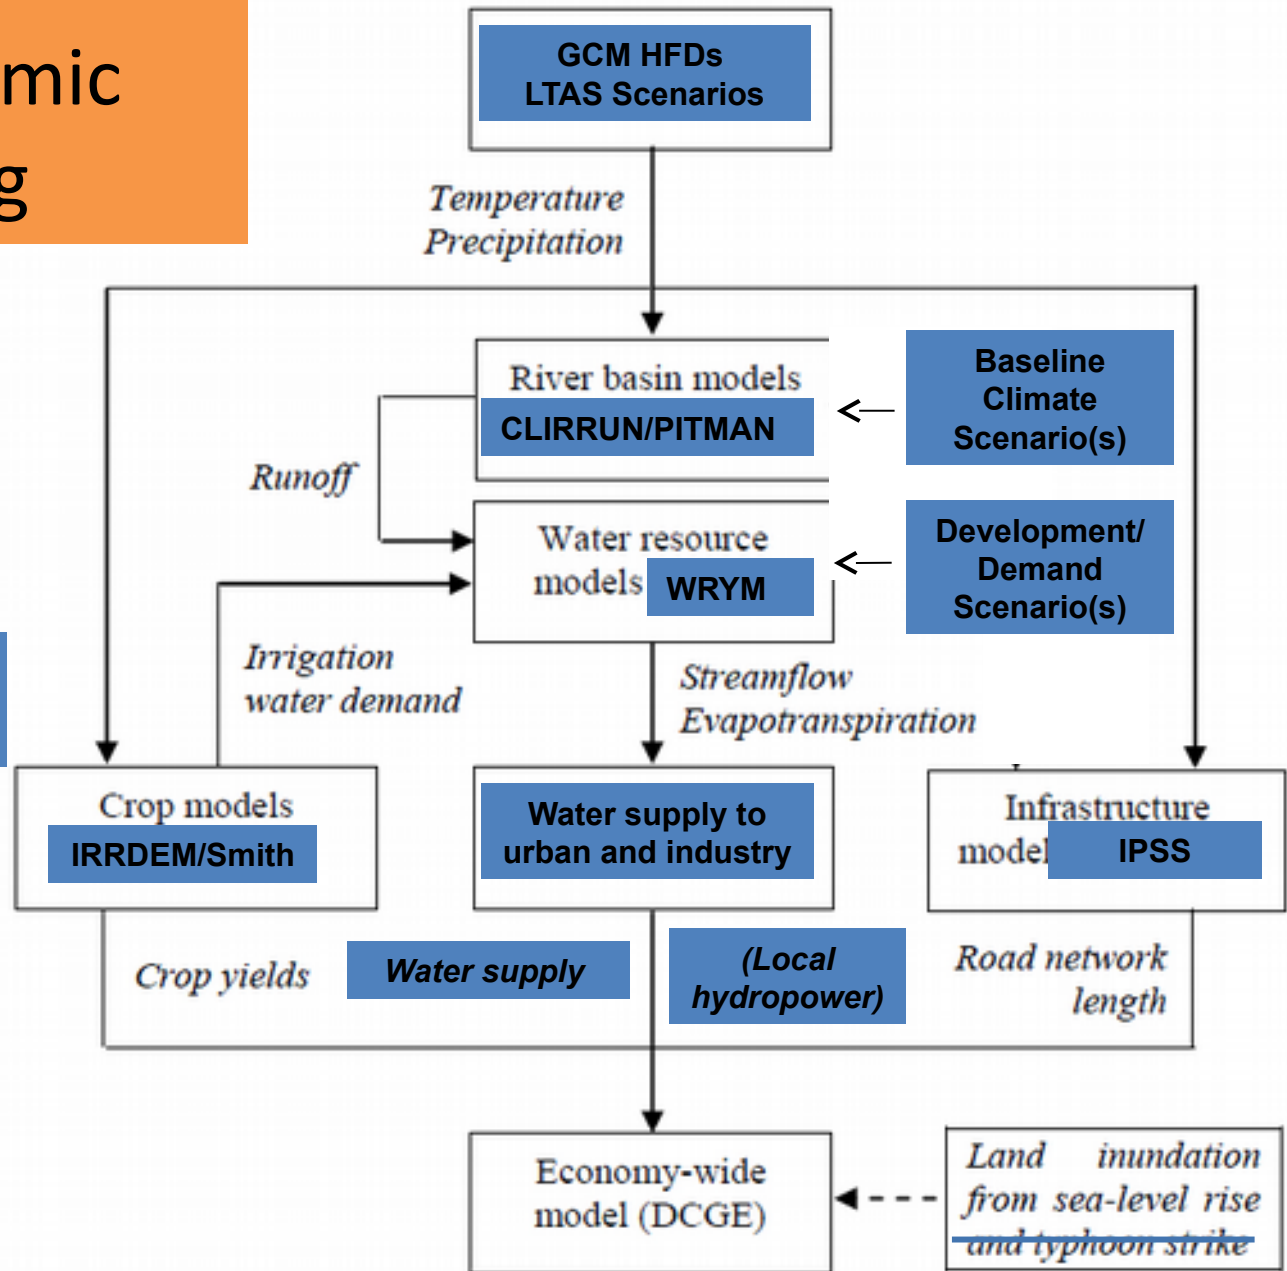 mic
g
GCM HFDs
LTAS Scenarios
Temperature
Precipitation
River basin models
CLIRRUN/PITMAN
Baseline
Climate
Scenario(s)
Runoff
Water resource
models WRYM
Development/
Demand
Scenario(s)
Irrigation
water demand
Streamflow
Evapotranspiration
Crop models
IRRDEM/Smith
Water supply to
urban and industry
Infrastructure
model IPSS
Crop yields
Water supply
(Local
hydropower)
Road network
length
Economy-wide
model (DCGE)
Land inundation
from sea-level rise
and typhoon strike